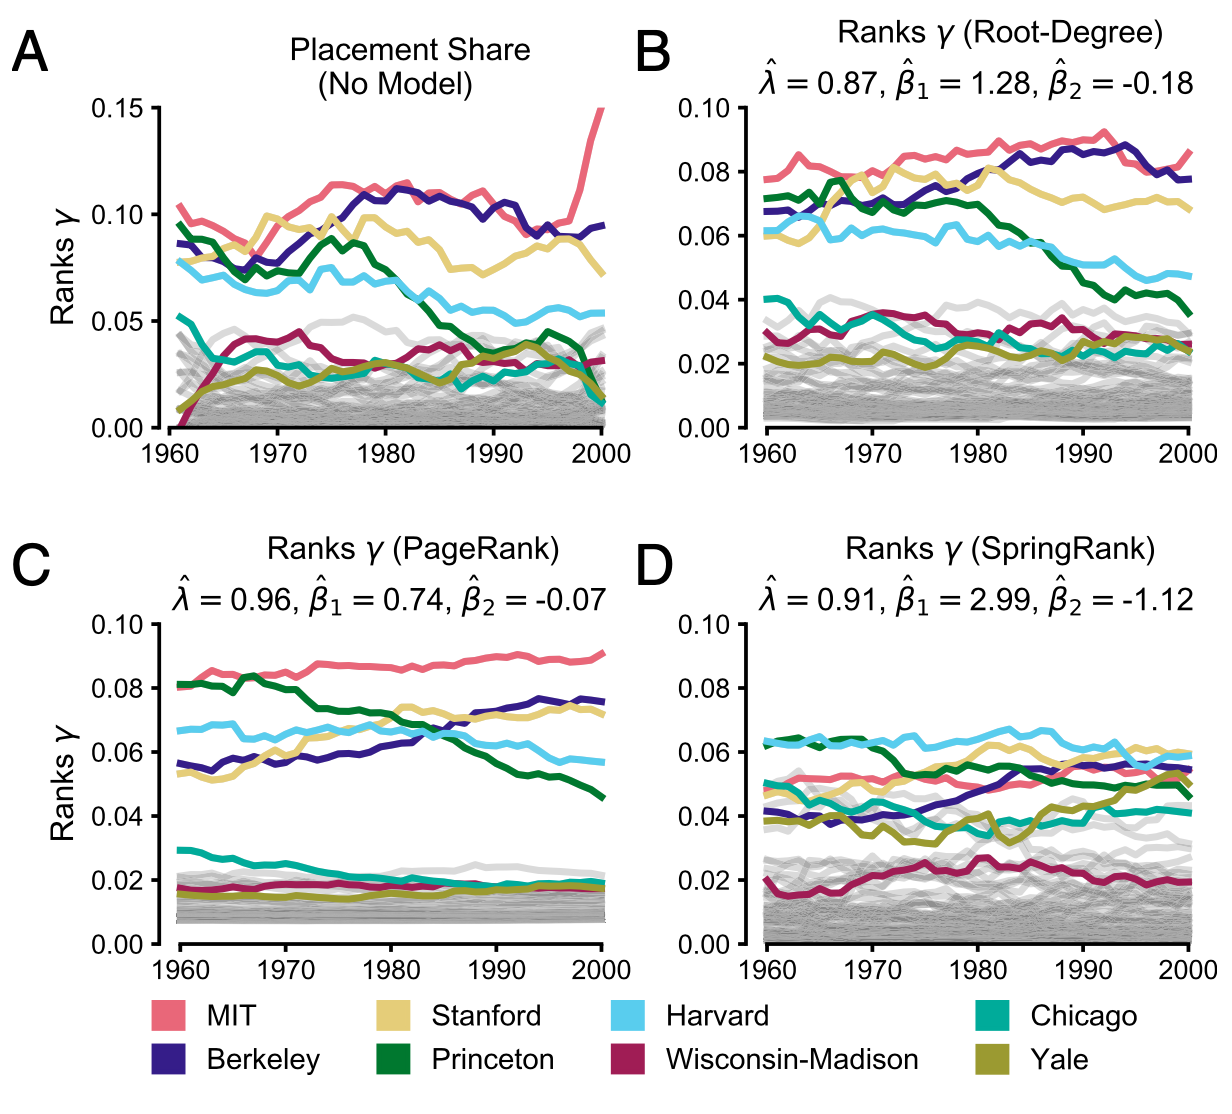 A
Placement Share
(No Model)
Ranks γ
0.15
0.10
0.05
0.00
1960 1970 1980 1990 2000
B
Ranks γ (Root-Degree)
λ̂ = 0.87, β̂₁ = 1.28, β̂₂ = -0.18
0.10
0.08
0.06
0.04
0.02
0.00
1960 1970 1980 1990 2000
C
Ranks γ (PageRank)
λ̂ = 0.96, β̂₁ = 0.74, β̂₂ = -0.07
Ranks γ
0.10
0.08
0.06
0.04
0.02
0.00
1960 1970 1980 1990 2000
D
Ranks γ (SpringRank)
λ̂ = 0.91, β̂₁ = 2.99, β̂₂ = -1.12
0.10
0.08
0.06
0.04
0.02
0.00
1960 1970 1980 1990 2000
MIT Stanford Harvard Chicago
Berkeley Princeton Wisconsin-Madison Yale